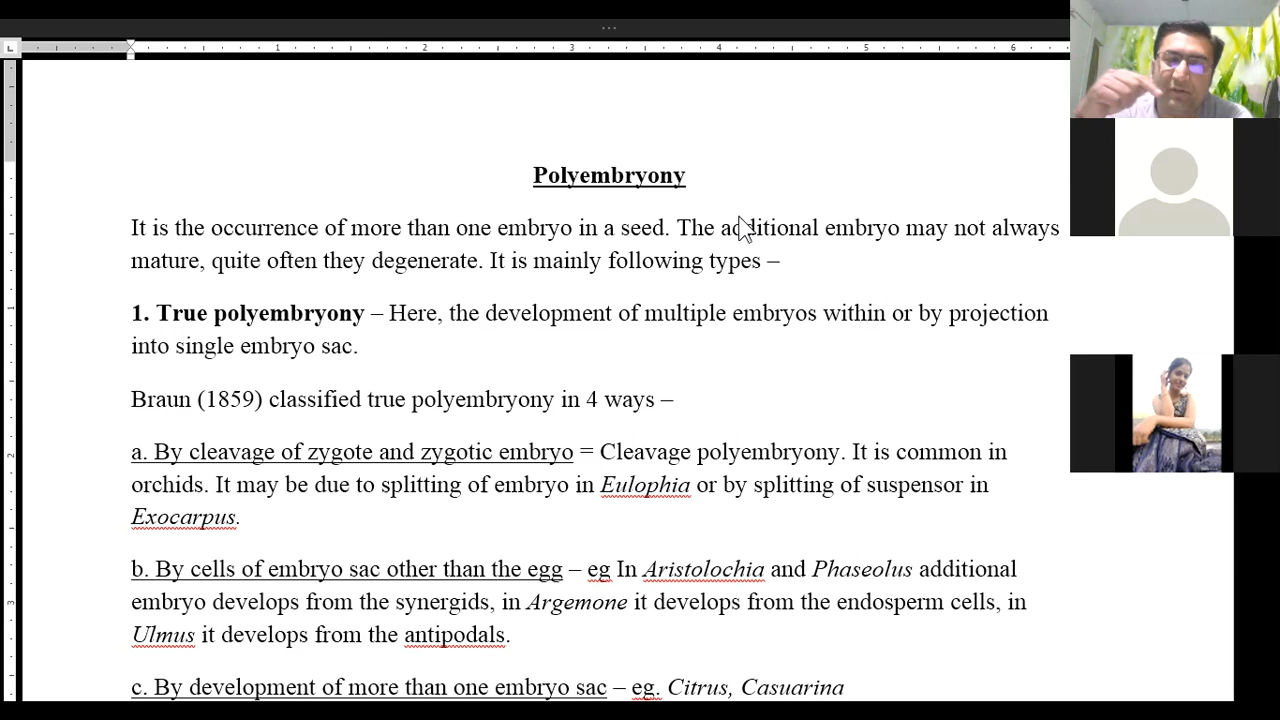 1 2 3 4 5 6
Polyembryony
It is the occurrence of more than one embryo in a seed. The additional embryo may not always
mature, quite often they degenerate. It is mainly following types –
1. True polyembryony – Here, the development of multiple embryos within or by projection
into single embryo sac.
Braun (1859) classified true polyembryony in 4 ways –
a. By cleavage of zygote and zygotic embryo = Cleavage polyembryony. It is common in
orchids. It may be due to splitting of embryo in Eulophia or by splitting of suspensor in
Exocarpus.
b. By cells of embryo sac other than the egg – eg In Aristolochia and Phaseolus additional
embryo develops from the synergids, in Argemone it develops from the endosperm cells, in
Ulmus it develops from the antipodals.
c. By development of more than one embryo sac – eg. Citrus, Casuarina